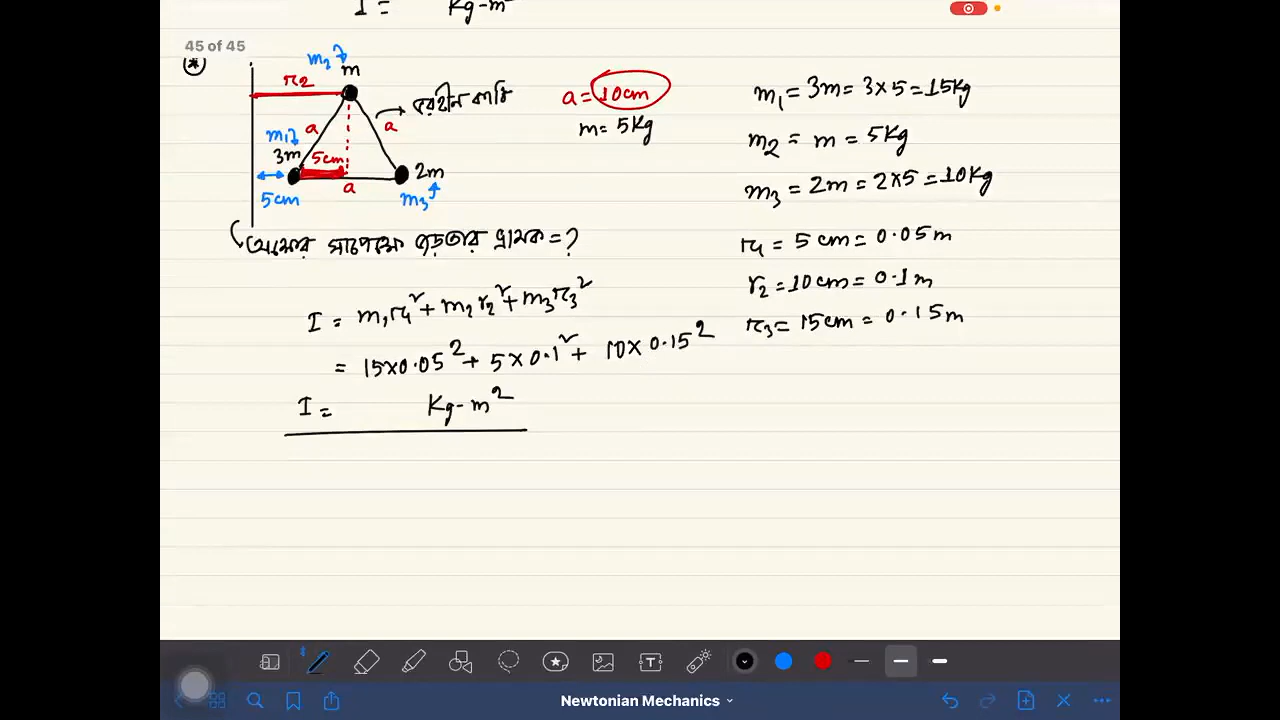 I = Kg-m²
45 of 45
m₂
r₂
m
a
a
ভরহীন কাঠি
a = 10cm
m = 5Kg
m₁ = 3m = 3×5 = 15Kg
m₂ = m = 5Kg
m₃ = 2m = 2×5 = 10Kg
m₁
3m
5cm
2m
a
5cm
m₃
অক্ষের সাপেক্ষে জড়তার ভ্রামক = ?
r₁ = 5 cm = 0.05 m
r₂ = 10 cm = 0.1 m
r₃ = 15 cm = 0.15 m
I = m₁r₁² + m₂r₂² + m₃r₃²
= 15×0.05² + 5×0.1² + 10×0.15²
I = Kg-m²
T
Newtonian Mechanics